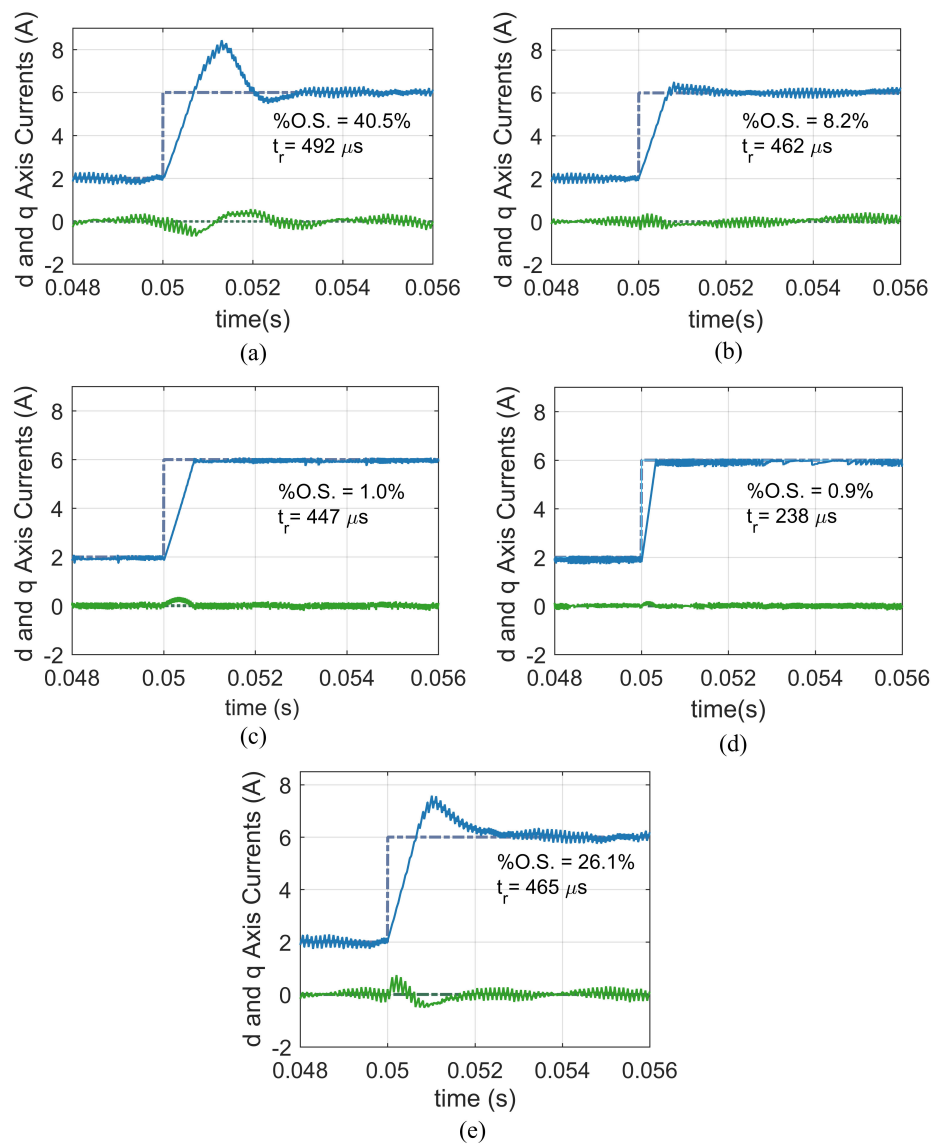 d and q Axis Currents (A)
8
6
4
2
0
-2
%O.S. = 40.5%
t_r= 492 μs
0.048 0.05 0.052 0.054 0.056
time(s)
(a)
d and q Axis Currents (A)
8
6
4
2
0
-2
%O.S. = 8.2%
t_r= 462 μs
0.048 0.05 0.052 0.054 0.056
time(s)
(b)
d and q Axis Currents (A)
8
6
4
2
0
-2
%O.S. = 1.0%
t_r= 447 μs
0.048 0.05 0.052 0.054 0.056
time (s)
(c)
d and q Axis Currents (A)
8
6
4
2
0
-2
%O.S. = 0.9%
t_r= 238 μs
0.048 0.05 0.052 0.054 0.056
time(s)
(d)
d and q Axis Currents (A)
8
6
4
2
0
-2
%O.S. = 26.1%
t_r= 465 μs
0.048 0.05 0.052 0.054 0.056
time (s)
(e)